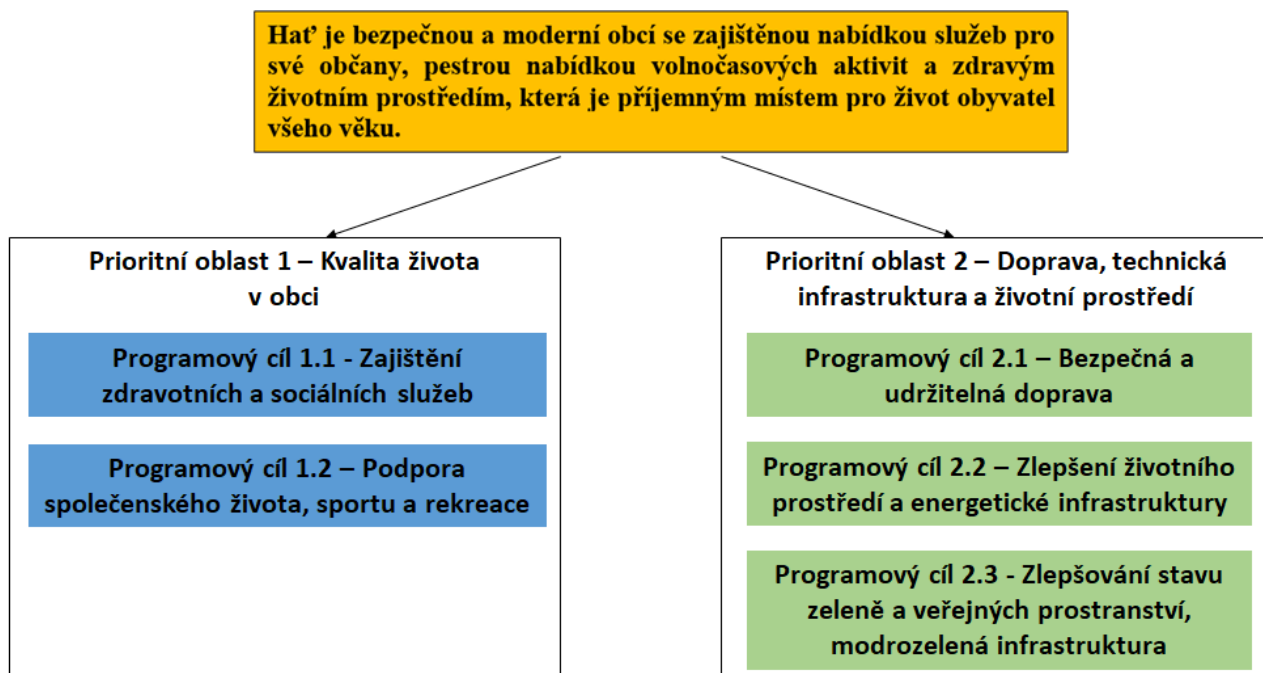 Hať je bezpečnou a moderní obcí se zajištěnou nabídkou služeb pro
své občany, pestrou nabídkou volnočasových aktivit a zdravým
životním prostředím, která je příjemným místem pro život obyvatel
všeho věku.
Prioritní oblast 1 – Kvalita života
v obci
Programový cíl 1.1 - Zajištění
zdravotních a sociálních služeb
Programový cíl 1.2 – Podpora
společenského života, sportu a rekreace
Prioritní oblast 2 – Doprava, technická
infrastruktura a životní prostředí
Programový cíl 2.1 – Bezpečná a
udržitelná doprava
Programový cíl 2.2 – Zlepšení životního
prostředí a energetické infrastruktury
Programový cíl 2.3 - Zlepšování stavu
zeleně a veřejných prostranství,
modrozelená infrastruktura